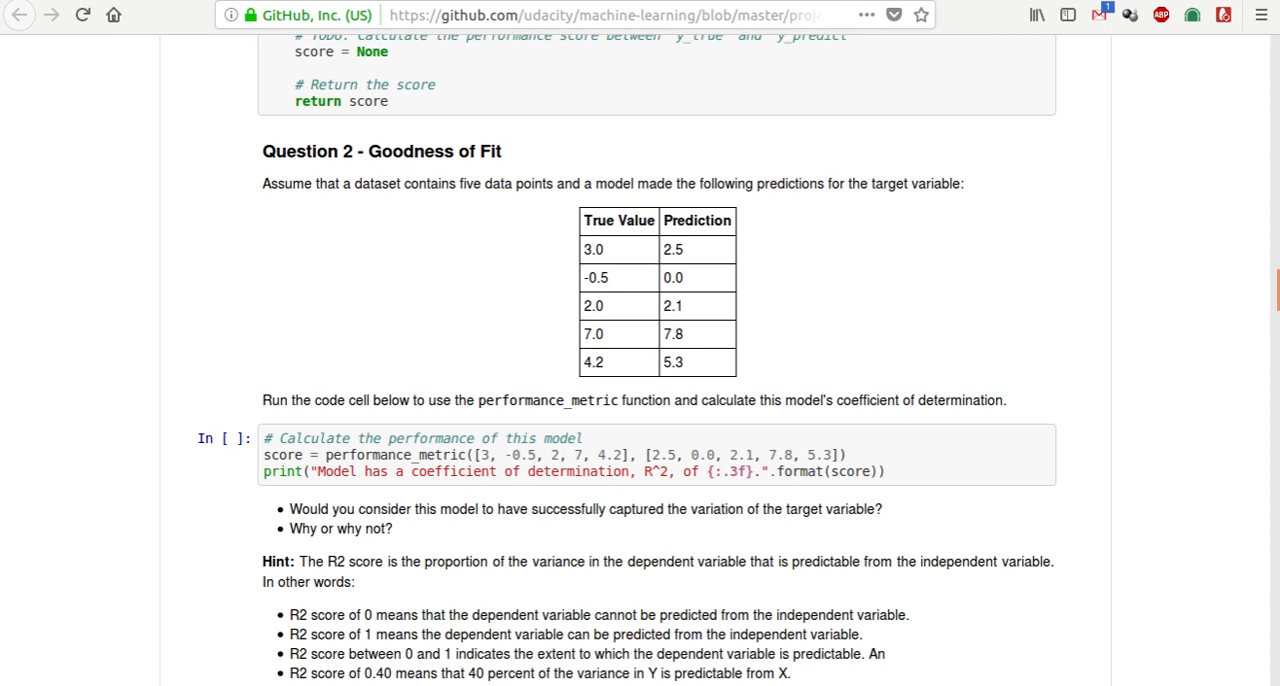 GitHub, Inc. (US) https://github.com/udacity/machine-learning/blob/master/proj
1
ABP
# TODO: Calculate the performance score between 'y_true' and 'y_predict'
score = None
# Return the score
return score
Question 2 - Goodness of Fit
Assume that a dataset contains five data points and a model made the following predictions for the target variable:
True Value Prediction
3.0 2.5
-0.5 0.0
2.0 2.1
7.0 7.8
4.2 5.3
Run the code cell below to use the performance_metric function and calculate this model's coefficient of determination.
In [ ]: # Calculate the performance of this model
score = performance_metric([3, -0.5, 2, 7, 4.2], [2.5, 0.0, 2.1, 7.8, 5.3])
print("Model has a coefficient of determination, R^2, of {:.3f}.".format(score))
• Would you consider this model to have successfully captured the variation of the target variable?
• Why or why not?
Hint: The R2 score is the proportion of the variance in the dependent variable that is predictable from the independent variable.
In other words:
• R2 score of 0 means that the dependent variable cannot be predicted from the independent variable.
• R2 score of 1 means the dependent variable can be predicted from the independent variable.
• R2 score between 0 and 1 indicates the extent to which the dependent variable is predictable. An
• R2 score of 0.40 means that 40 percent of the variance in Y is predictable from X.